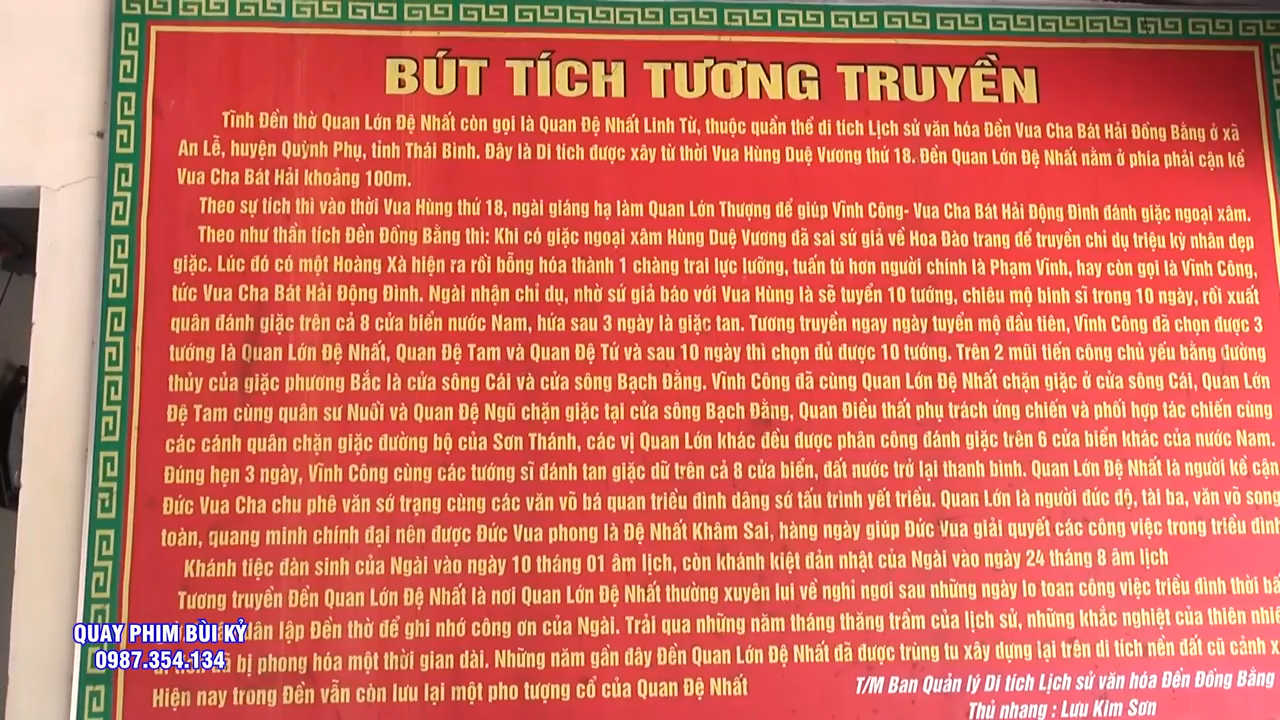 BÚT TÍCH TƯƠNG TRUYỀN
Tĩnh Đền thờ Quan Lớn Đệ Nhất còn gọi là Quan Đệ Nhất Linh Từ, thuộc quần thể di tích Lịch sử văn hóa Đền Vua Cha Bát Hải Đồng Bằng ở xã
An Lễ, huyện Quỳnh Phụ, tỉnh Thái Bình. Đây là Di tích được xây từ thời Vua Hùng Duệ Vương thứ 18. Đền Quan Lớn Đệ Nhất nằm ở phía phải cận kề
Vua Cha Bát Hải khoảng 100m.
Theo sự tích thì vào thời Vua Hùng thứ 18, ngài giáng hạ làm Quan Lớn Thượng để giúp Vĩnh Công- Vua Cha Bát Hải Động Đình đánh giặc ngoại xâm.
Theo như thần tích Đền Đồng Bằng thì: Khi có giặc ngoại xâm Hùng Duệ Vương đã sai sứ giả về Hoa Đào trang để truyền chỉ dụ triệu kỳ nhân dẹp
giặc. Lúc đó có một Hoàng Xà hiện ra rồi bỗng hóa thành 1 chàng trai lực lưỡng, tuấn tú hơn người chính là Phạm Vĩnh, hay còn gọi là Vĩnh Công,
tức Vua Cha Bát Hải Động Đình. Ngài nhận chỉ dụ, nhờ sứ giả báo với Vua Hùng là sẽ tuyển 10 tướng, chiêu mộ binh sĩ trong 10 ngày, rồi xuất
quân đánh giặc trên cả 8 cửa biển nước Nam, hứa sau 3 ngày là giặc tan. Tương truyền ngay ngày tuyển mộ đầu tiên, Vĩnh Công đã chọn được 3
tướng là Quan Lớn Đệ Nhất, Quan Đệ Tam và Quan Đệ Tứ và sau 10 ngày thì chọn đủ được 10 tướng. Trên 2 mũi tiến công chủ yếu bằng đường
thủy của giặc phương Bắc là cửa sông Cái và cửa sông Bạch Đằng. Vĩnh Công đã cùng Quan Lớn Đệ Nhất chặn giặc ở cửa sông Cái, Quan Lớn
Đệ Tam cùng quân sư Nuôi và Quan Đệ Ngũ chặn giặc tại cửa sông Bạch Đằng, Quan Điều thất phụ trách ứng chiến và phối hợp tác chiến cùng
các cánh quân chặn giặc đường bộ của Sơn Thánh, các vị Quan Lớn khác đều được phân công đánh giặc trên 6 cửa biển khác của nước Nam.
Đúng hẹn 3 ngày, Vĩnh Công cùng các tướng sĩ đánh tan giặc dữ trên cả 8 cửa biển, đất nước trở lại thanh bình. Quan Lớn Đệ Nhất là người kề cận
Đức Vua Cha chu phê văn sớ trạng cùng các văn võ bá quan triều đình dâng sớ tấu trình yết triều. Quan Lớn là người đức độ, tài ba, văn võ song
toàn, quang minh chính đại nên được Đức Vua phong là Đệ Nhất Khâm Sai, hàng ngày giúp Đức Vua giải quyết các công việc trong triều đình
Khánh tiệc đản sinh của Ngài vào ngày 10 tháng 01 âm lịch, còn khánh kiệt đản nhật của Ngài vào ngày 24 tháng 8 âm lịch
Tương truyền Đền Quan Lớn Đệ Nhất là nơi Quan Lớn Đệ Nhất thường xuyên lui về nghỉ ngơi sau những ngày lo toan công việc triều đình thời
dân lập Đền thờ để ghi nhớ công ơn của Ngài. Trải qua những năm tháng thăng trầm của lịch sử, những khắc nghiệt của thiên
bị phong hóa một thời gian dài. Những năm gần đây Đền Quan Lớn Đệ Nhất đã được trùng tu xây dựng lại trên di tích nền đất cũ cảnh
Hiện nay trong Đền vẫn còn lưu lại một pho tượng cổ của Quan Đệ Nhất
T/M Ban Quản lý Di tích Lịch sử văn hóa Đền Đồng Bằng
Thủ nhang : Lưu Kim Sơn
QUAY PHIM BÙI KỶ
0987.354.134